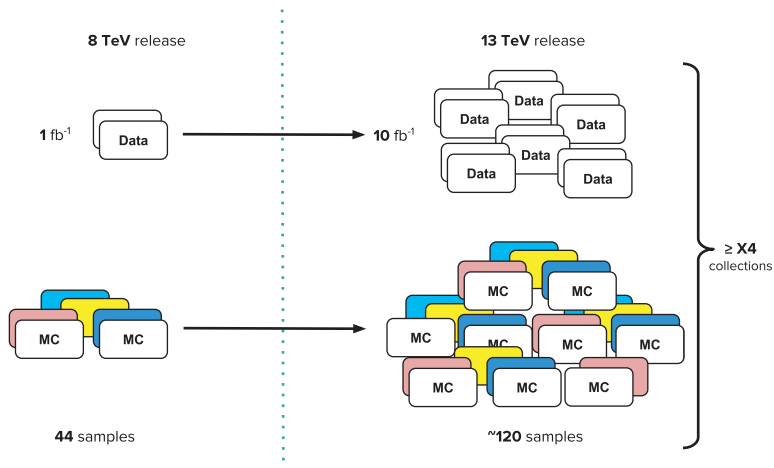 8 TeV release
13 TeV release
1 fb⁻¹
Data
10 fb⁻¹
Data
Data
Data
Data
Data
Data
≥ X4
collections
MC
MC
MC
MC
MC
MC
MC
MC
MC
MC
MC
44 samples
~120 samples